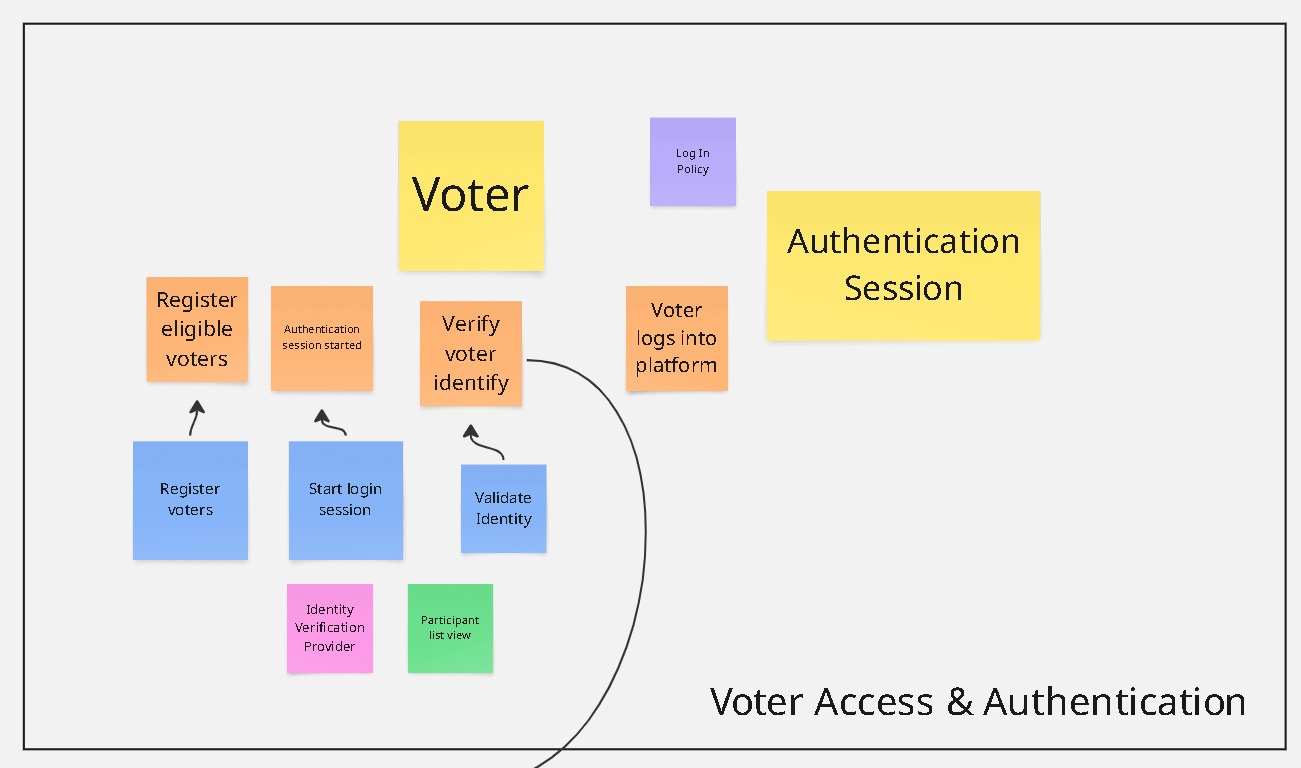 Voter
Log In
Policy
Authentication
Session
Register
eligible
voters
Authentication
session started
Verify
voter
identify
Voter
logs into
platform
Register
voters
Start login
session
Validate
Identity
Identity
Verification
Provider
Participant
list view
Voter Access & Authentication